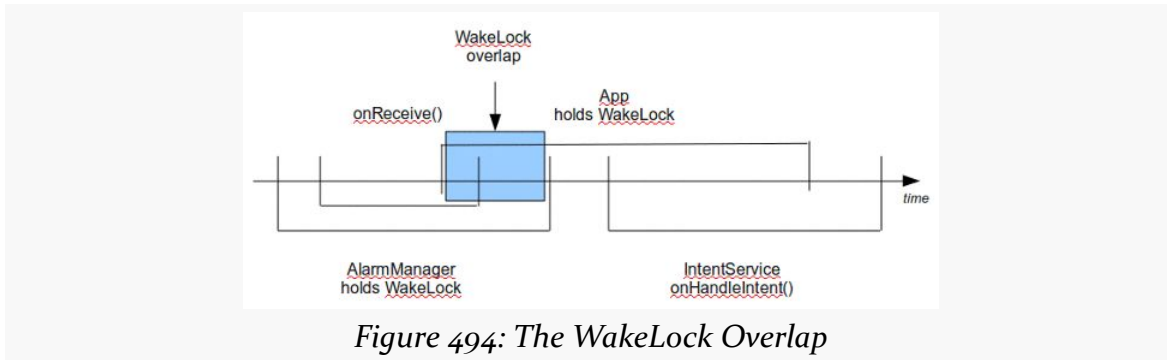 WakeLock
overlap
onReceive()
App
holds WakeLock
time
AlarmManager
holds WakeLock
IntentService
onHandleIntent()
Figure 494: The WakeLock Overlap